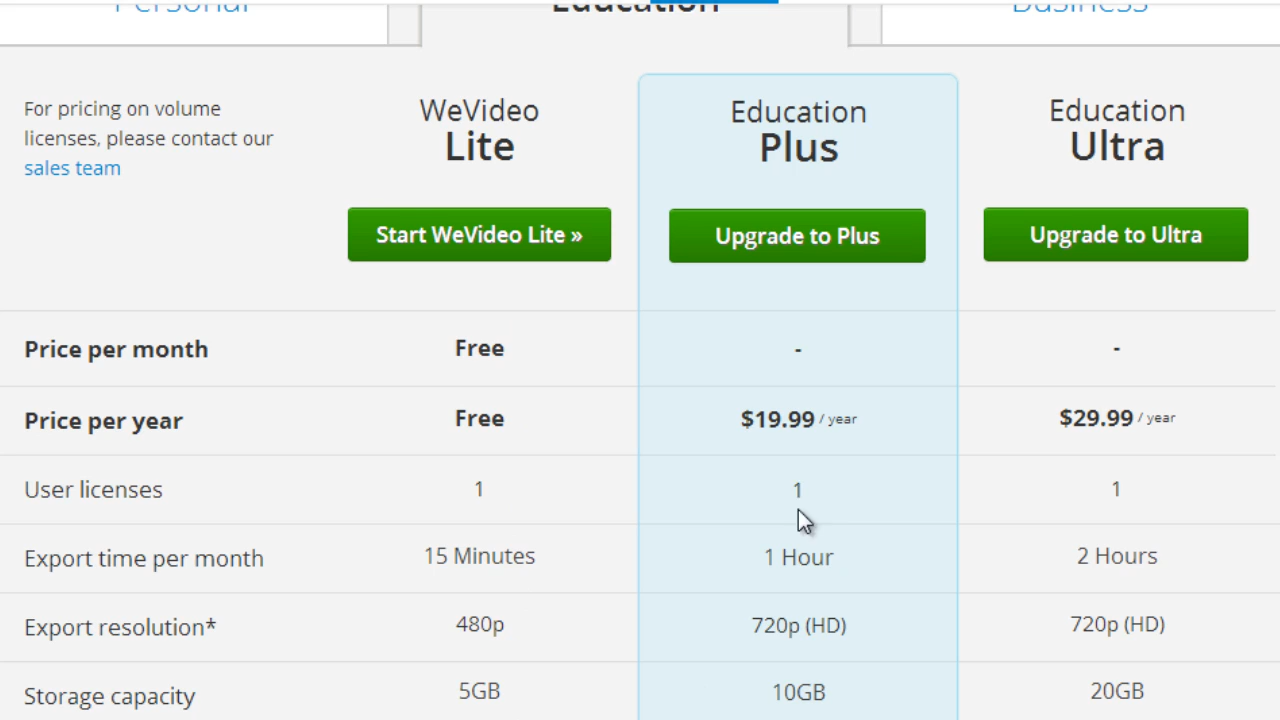 Personal
Education
Business
For pricing on volume
licenses, please contact our
sales team
WeVideo
Lite
Education
Plus
Education
Ultra
Start WeVideo Lite »
Upgrade to Plus
Upgrade to Ultra
Price per month Free - -
Price per year Free $19.99 / year $29.99 / year
User licenses 1 1 1
Export time per month 15 Minutes 1 Hour 2 Hours
Export resolution* 480p 720p (HD) 720p (HD)
Storage capacity 5GB 10GB 20GB